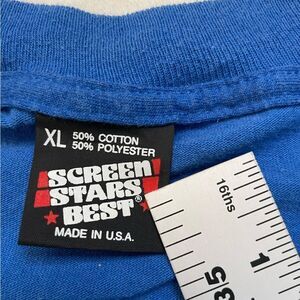 XL 50% COTTON
50% POLYESTER
SCREEN
STARS
BEST®
MADE IN U.S.A.
16ths
1
35